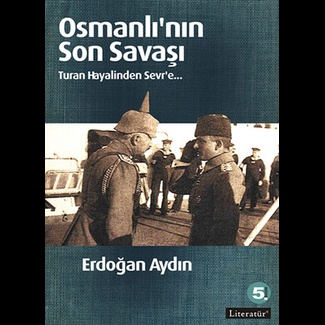 Osmanlı'nın
Son Savaşı
Turan Hayalinden Sevr'e...
Erdoğan Aydın
5.
Literatür